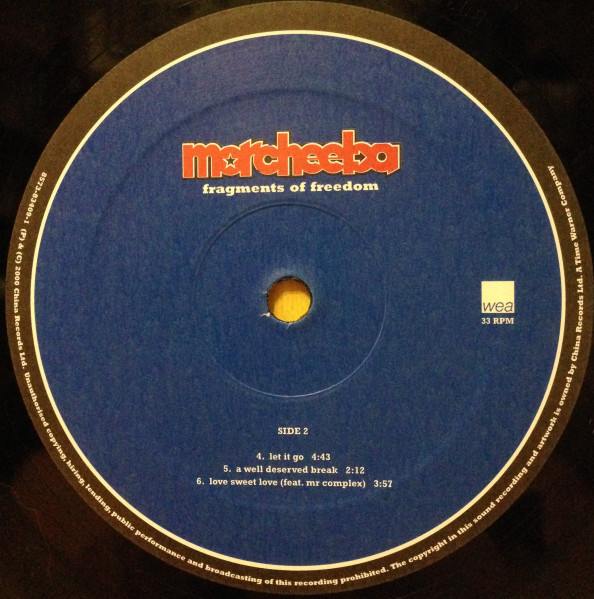 morcheeba
fragments of freedom
wea
33 RPM
SIDE 2
4. let it go 4:43
5. a well deserved break 2:12
6. love sweet love (feat. mr complex) 3:57
8573-83409-1 (P) & (C) 2000 China Records Ltd. Unauthorised copying, hiring, lending, public performance and broadcasting of this recording prohibited. The copyright in this sound recording and artwork is owned by China Records Ltd. A Time Warner Company